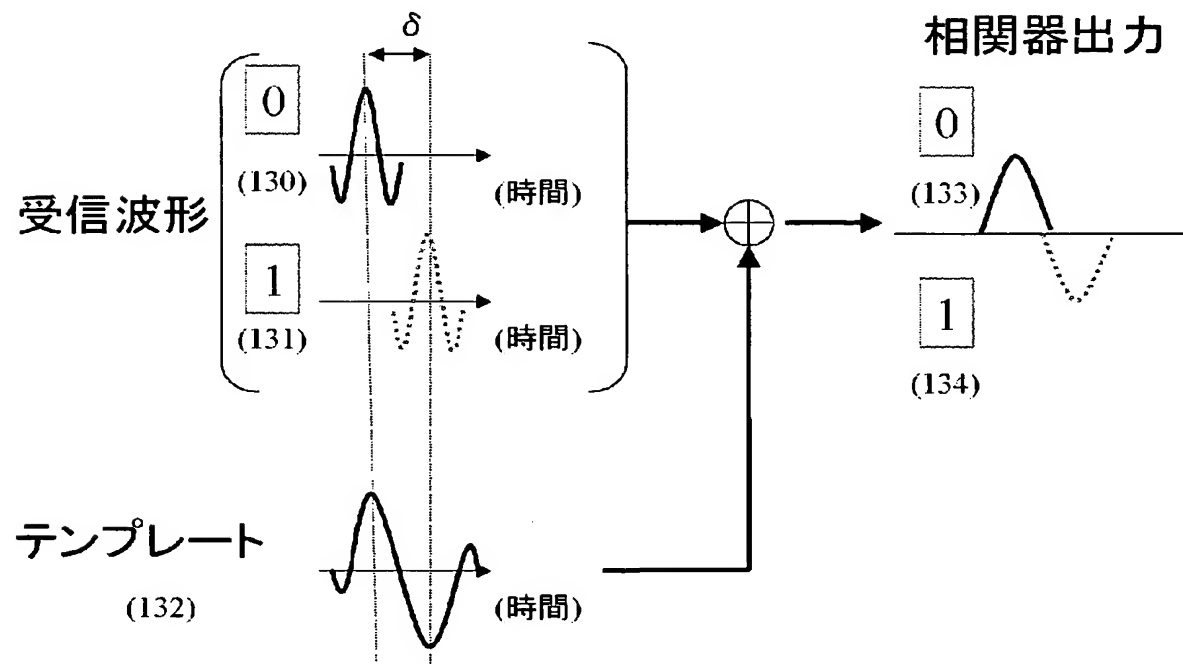 δ
相関器出力
0
(130)
(時間)
受信波形
1
(131)
(時間)
0
(133)
1
(134)
テンプレート
(132)
(時間)